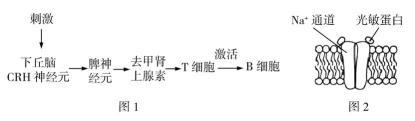 刺激
下丘脑
CRH 神经元
脾神
经元
去甲肾
上腺素
T 细胞
激活
B 细胞
图 1
Na⁺ 通道
光敏蛋白
图 2